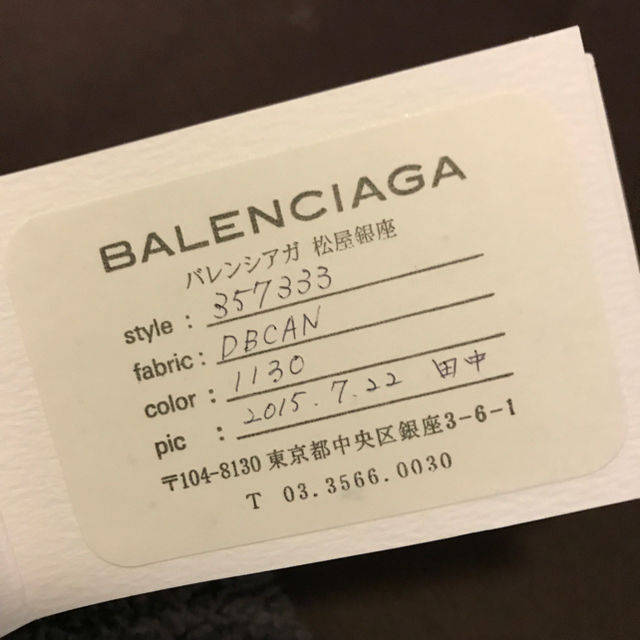 BALENCIAGA
バレンシアガ 松屋銀座
style : 357333
fabric : DBCAN
color : 1130
pic : 2015.7.22 田中
〒104-8130 東京都中央区銀座3-6-1
T 03.3566.0030